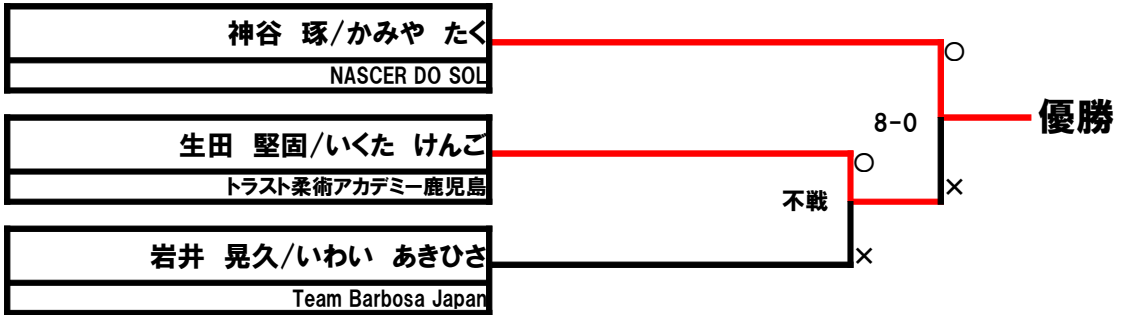 神谷 琢/かみや たく
NASCER DO SOL
○
8-0
優勝
生田 堅固/いくた けんご
トラスト柔術アカデミー鹿児島
○
×
不戦
岩井 晃久/いわい あきひさ
×
Team Barbosa Japan